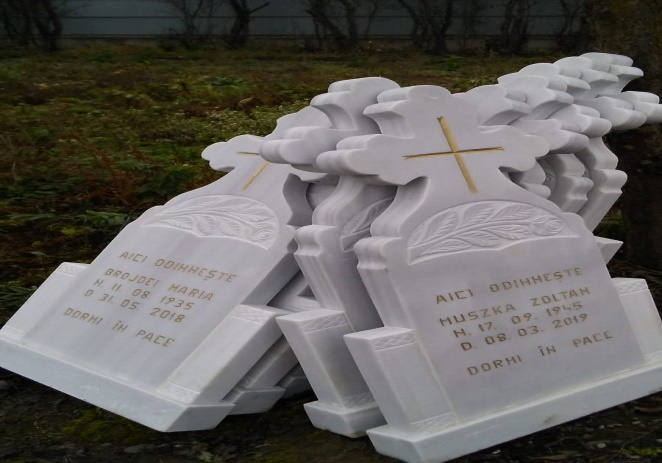 AICI ODIHNEȘTE
BROJDEI MARIA
N. 11. 08. 1935
D 31. 05. 2018
DORMI ÎN PACE
AICI ODIHNEȘTE
MUSZKA ZOLTAN
N. 17. 09. 1945
D. 08. 03. 2019
DORMI ÎN PACE